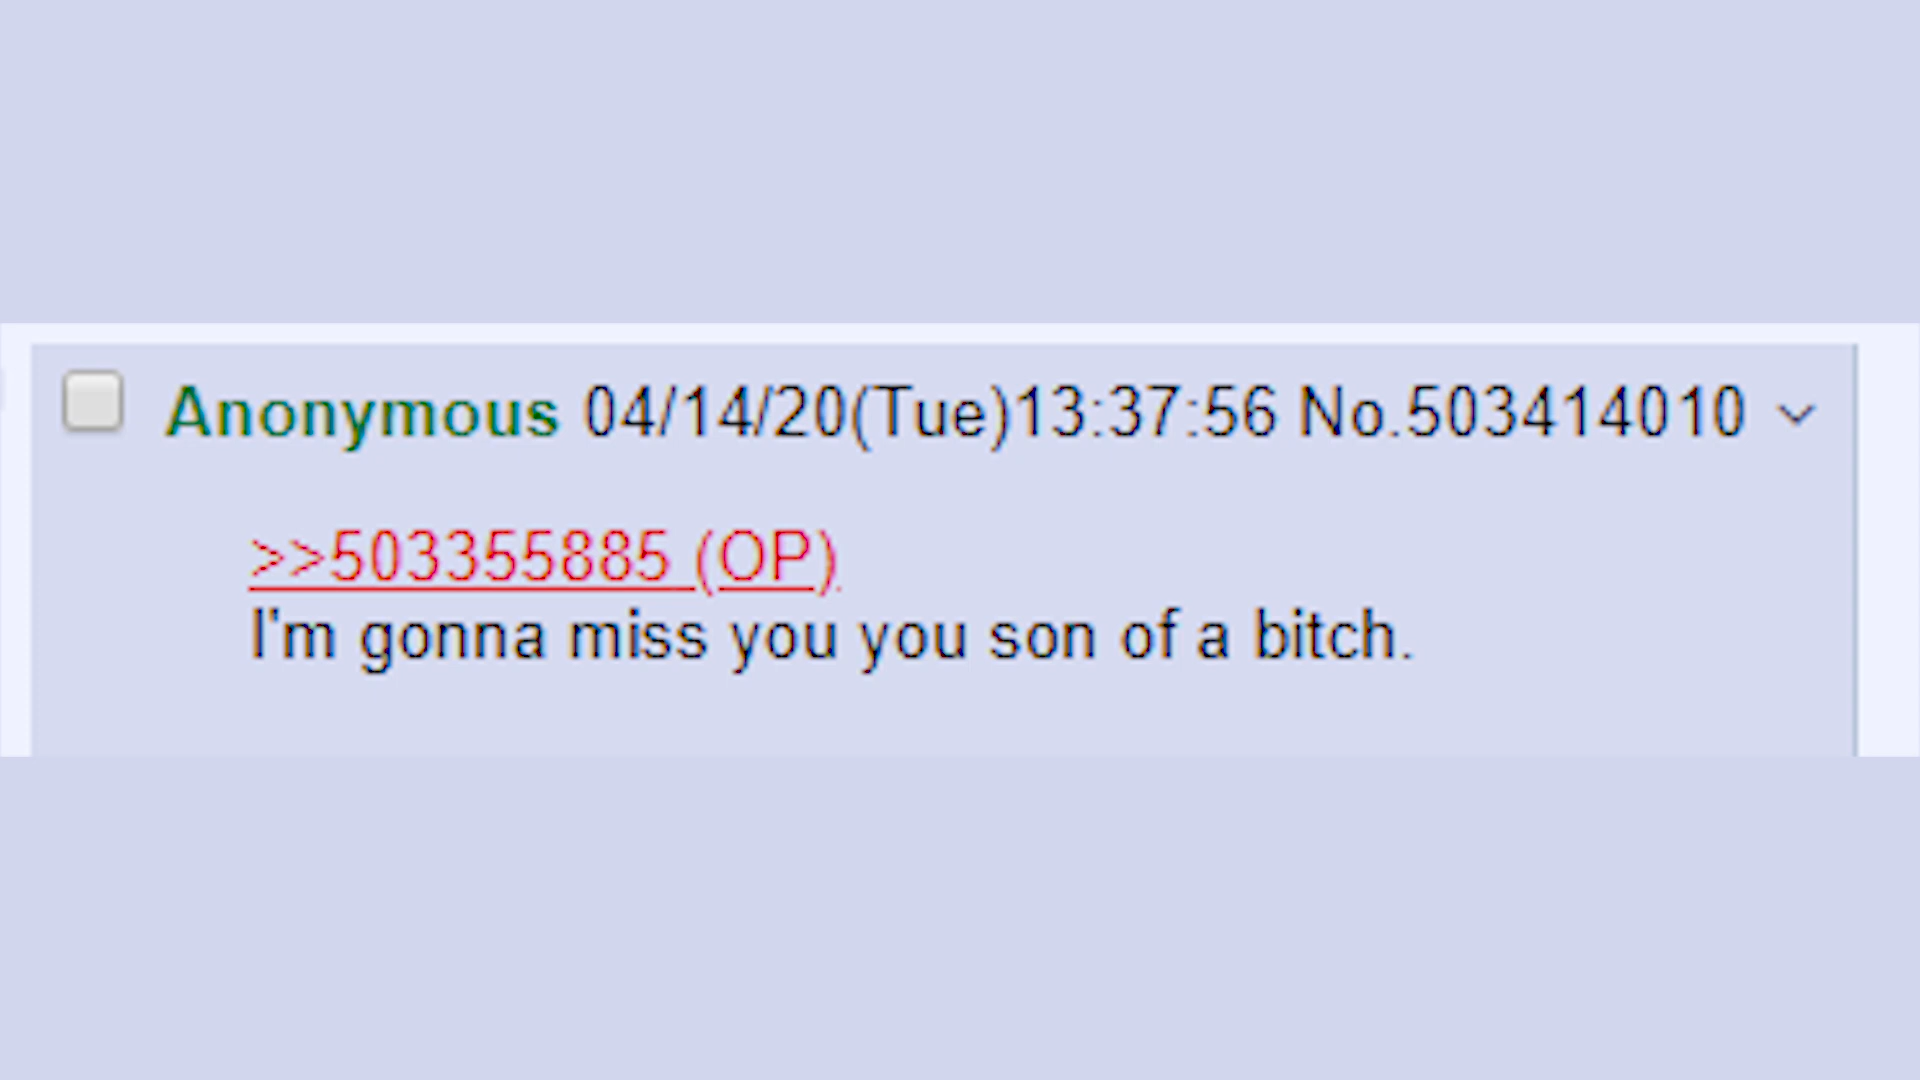 Anonymous 04/14/20(Tue)13:37:56 No.503414010
>>503355885 (OP)
I'm gonna miss you you son of a bitch.